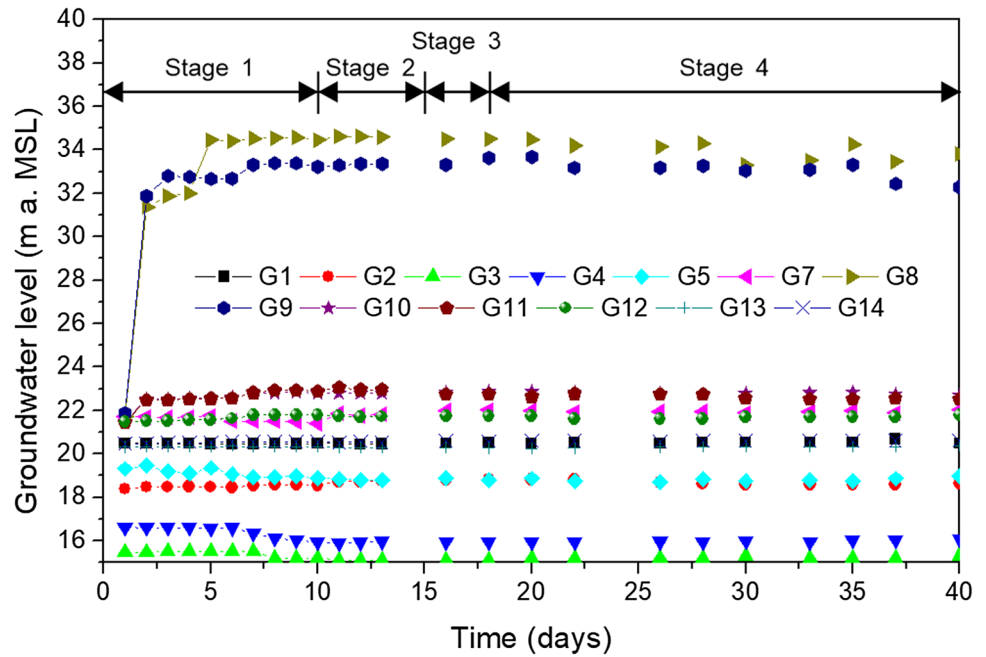 40
38
36
34
32
30
28
26
24
22
20
18
16
Groundwater level (m a. MSL)
Stage 3
Stage 1
Stage 2
Stage 4
G1 G2 G3 G4 G5 G7 G8
G9 G10 G11 G12 G13 G14
0 5 10 15 20 25 30 35 40
Time (days)